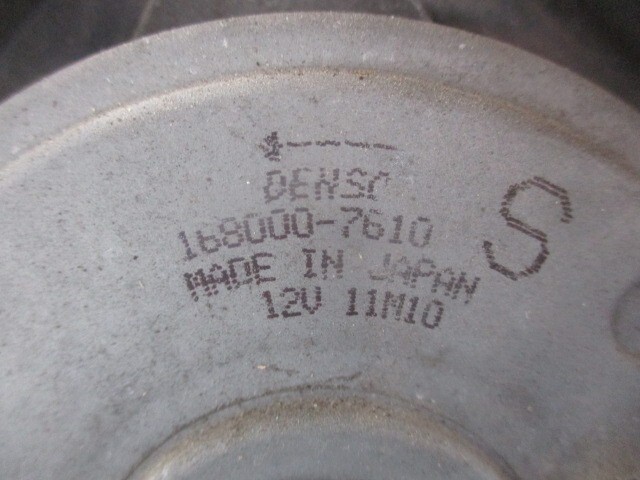 DENSO
168000-7610
MADE IN JAPAN
12V 11M10
S